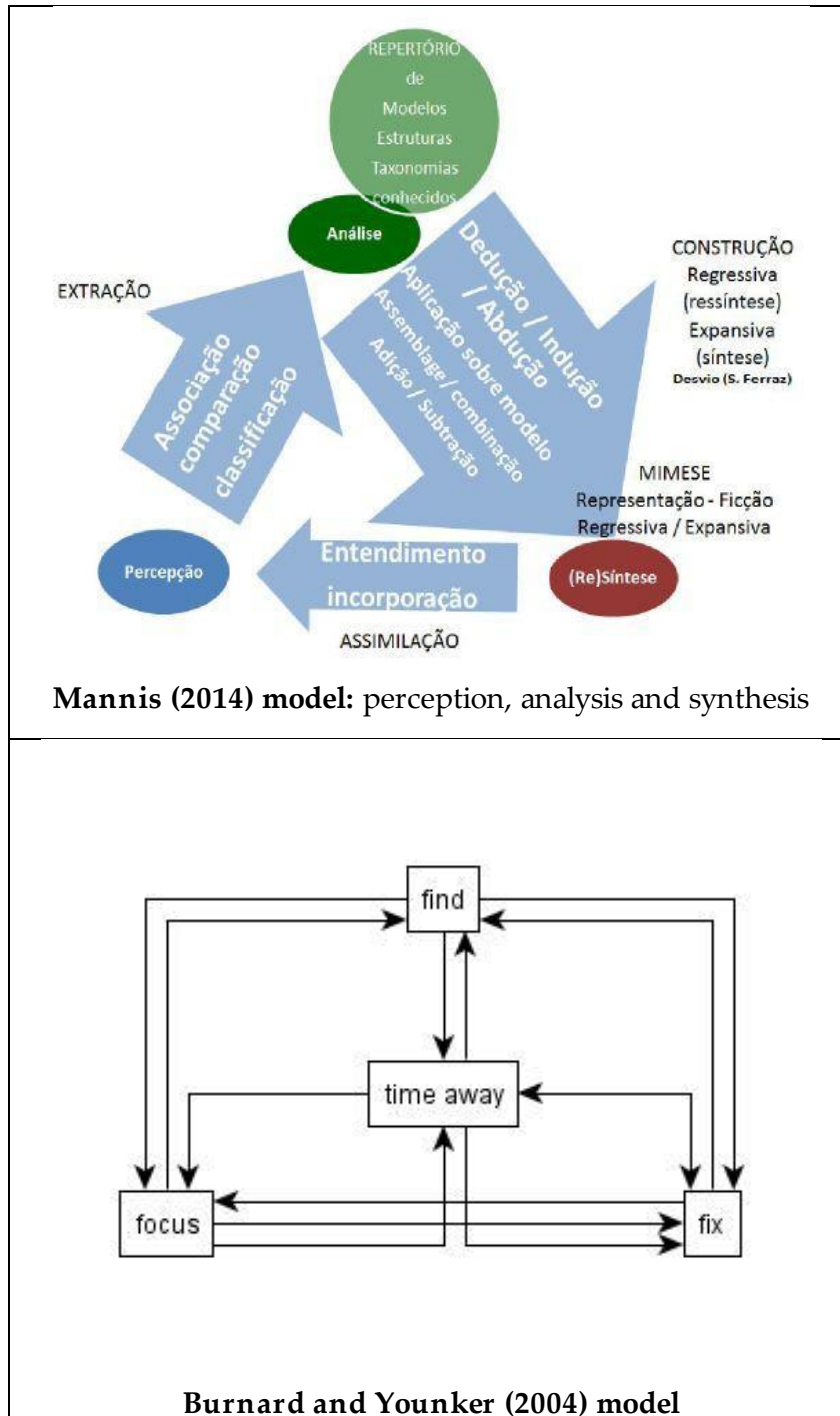 REPERTÓRIO
de
Modelos
Estruturas
Taxonomias
conhecidos
Análise
EXTRAÇÃO
Associação
comparação
classificação
Dedução / Indução
/ Abdução
Aplicação sobre modelo
Assemblage / combinação
Adição / Subtração
CONSTRUÇÃO
Regressiva
(ressíntese)
Expansiva
(síntese)
Desvio (S. Ferraz)
MIMESE
Representação - Ficção
Regressiva / Expansiva
Percepção
Entendimento
incorporação
(Re)Síntese
ASSIMILAÇÃO
Mannis (2014) model: perception, analysis and synthesis
find
time away
focus
fix
Burnard and Younker (2004) model